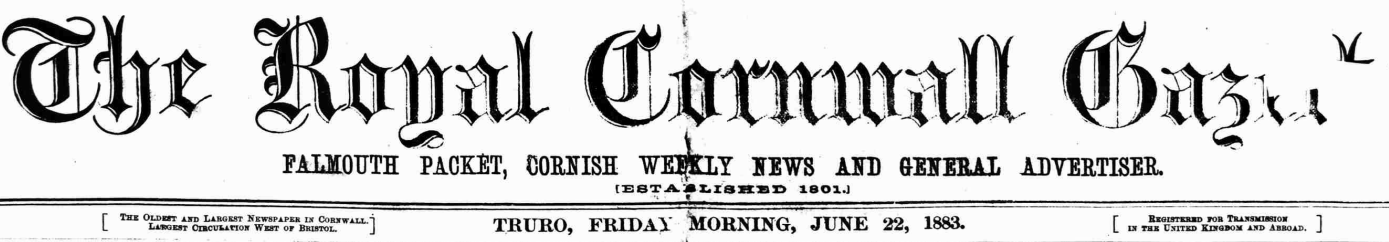 The Royal Cornwall Gazet
FALMOUTH PACKET, CORNISH WEEKLY NEWS AND GENERAL ADVERTISER.
[ESTABLISHED 1801.]
[ THE OLDEST AND LARGEST NEWSPAPER IN CORNWALL. ]
LARGEST CIRCULATION WEST OF BRISTOL.
TRURO, FRIDAY MORNING, JUNE 22, 1883.
[ REGISTERED FOR TRANSMISSION ]
IN THE UNITED KINGDOM AND ABROAD.